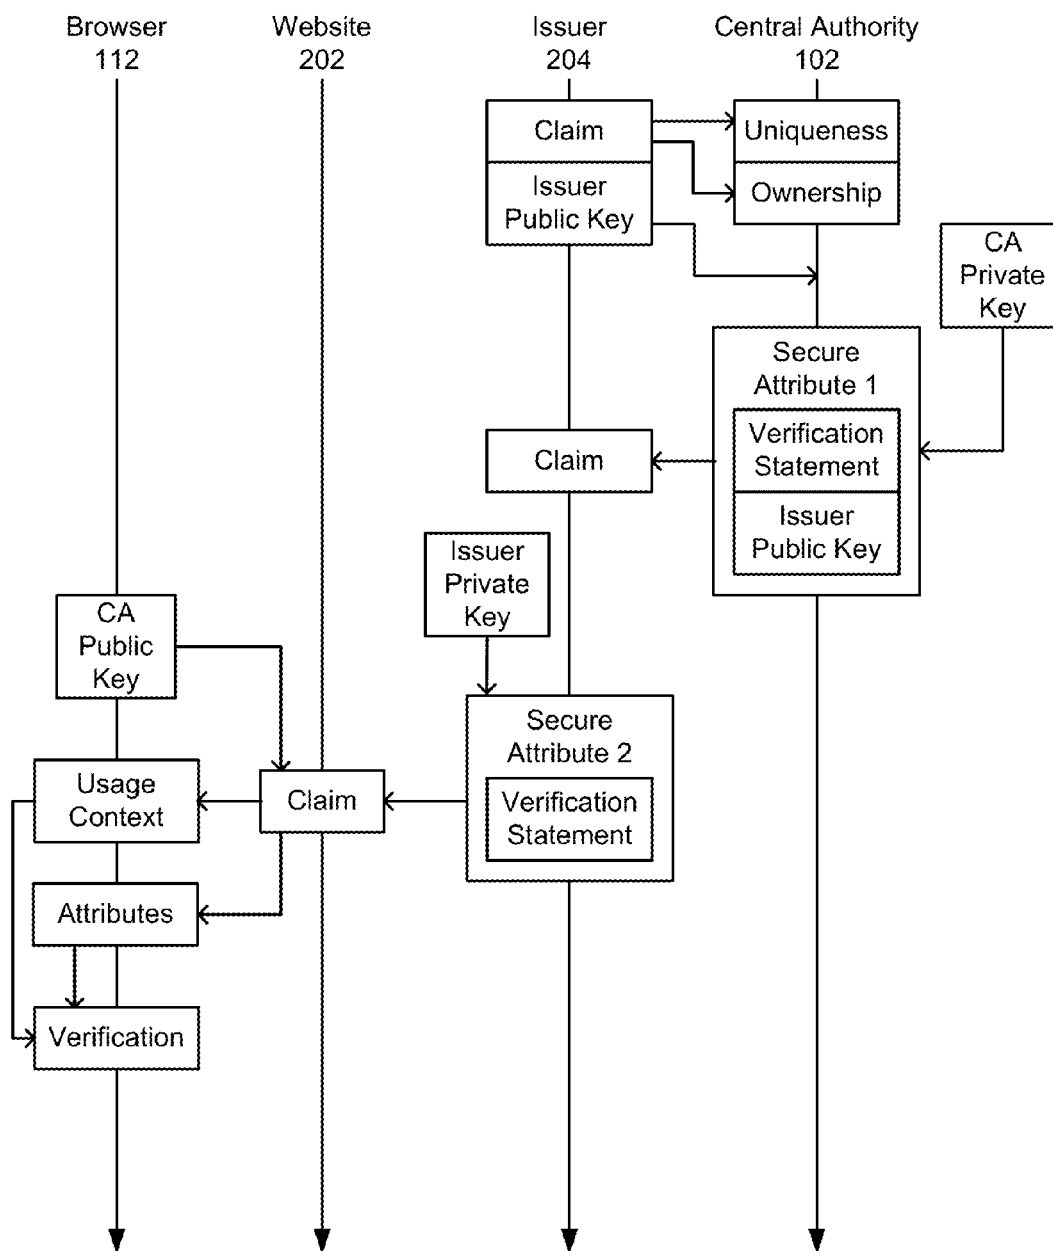 Browser
112
Website
202
Issuer
204
Central Authority
102
Claim
Uniqueness
Issuer
Public Key
Ownership
CA
Private
Key
Secure
Attribute 1
Verification
Statement
Issuer
Public Key
Claim
Issuer
Private
Key
CA
Public
Key
Secure
Attribute 2
Verification
Statement
Claim
Usage
Context
Attributes
Verification